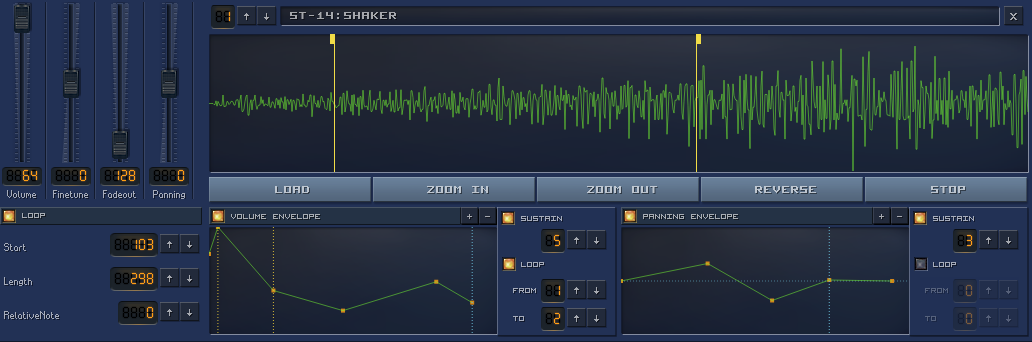 1 ST-14:SHAKER X
64 0 128 0
Volume Finetune Fadeout Panning
LOAD ZOOM IN ZOOM OUT REVERSE STOP
LOOP
Start 103
Length 298
RelativeNote 0
VOLUME ENVELOPE + -
SUSTAIN
5
LOOP
FROM 1
TO 2
PANNING ENVELOPE + -
SUSTAIN
3
LOOP
FROM 0
TO 0